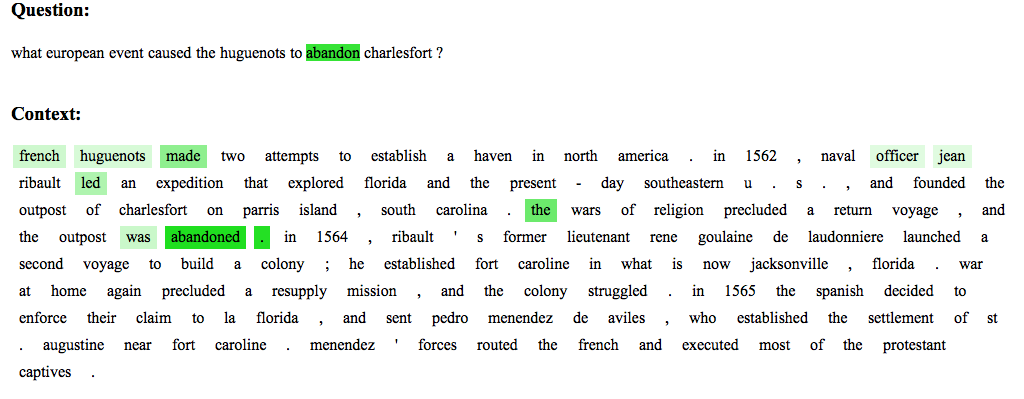 Question:
what european event caused the huguenots to abandon charlesfort ?
Context:
french huguenots made two attempts to establish a haven in north america . in 1562 , naval officer jean
ribault led an expedition that explored florida and the present - day southeastern u . s . , and founded the
outpost of charlesfort on parris island , south carolina . the wars of religion precluded a return voyage , and
the outpost was abandoned . in 1564 , ribault ' s former lieutenant rene goulaine de laudonniere launched a
second voyage to build a colony ; he established fort caroline in what is now jacksonville , florida . war
at home again precluded a resupply mission , and the colony struggled . in 1565 the spanish decided to
enforce their claim to la florida , and sent pedro menendez de aviles , who established the settlement of st
. augustine near fort caroline . menendez ' forces routed the french and executed most of the protestant
captives .